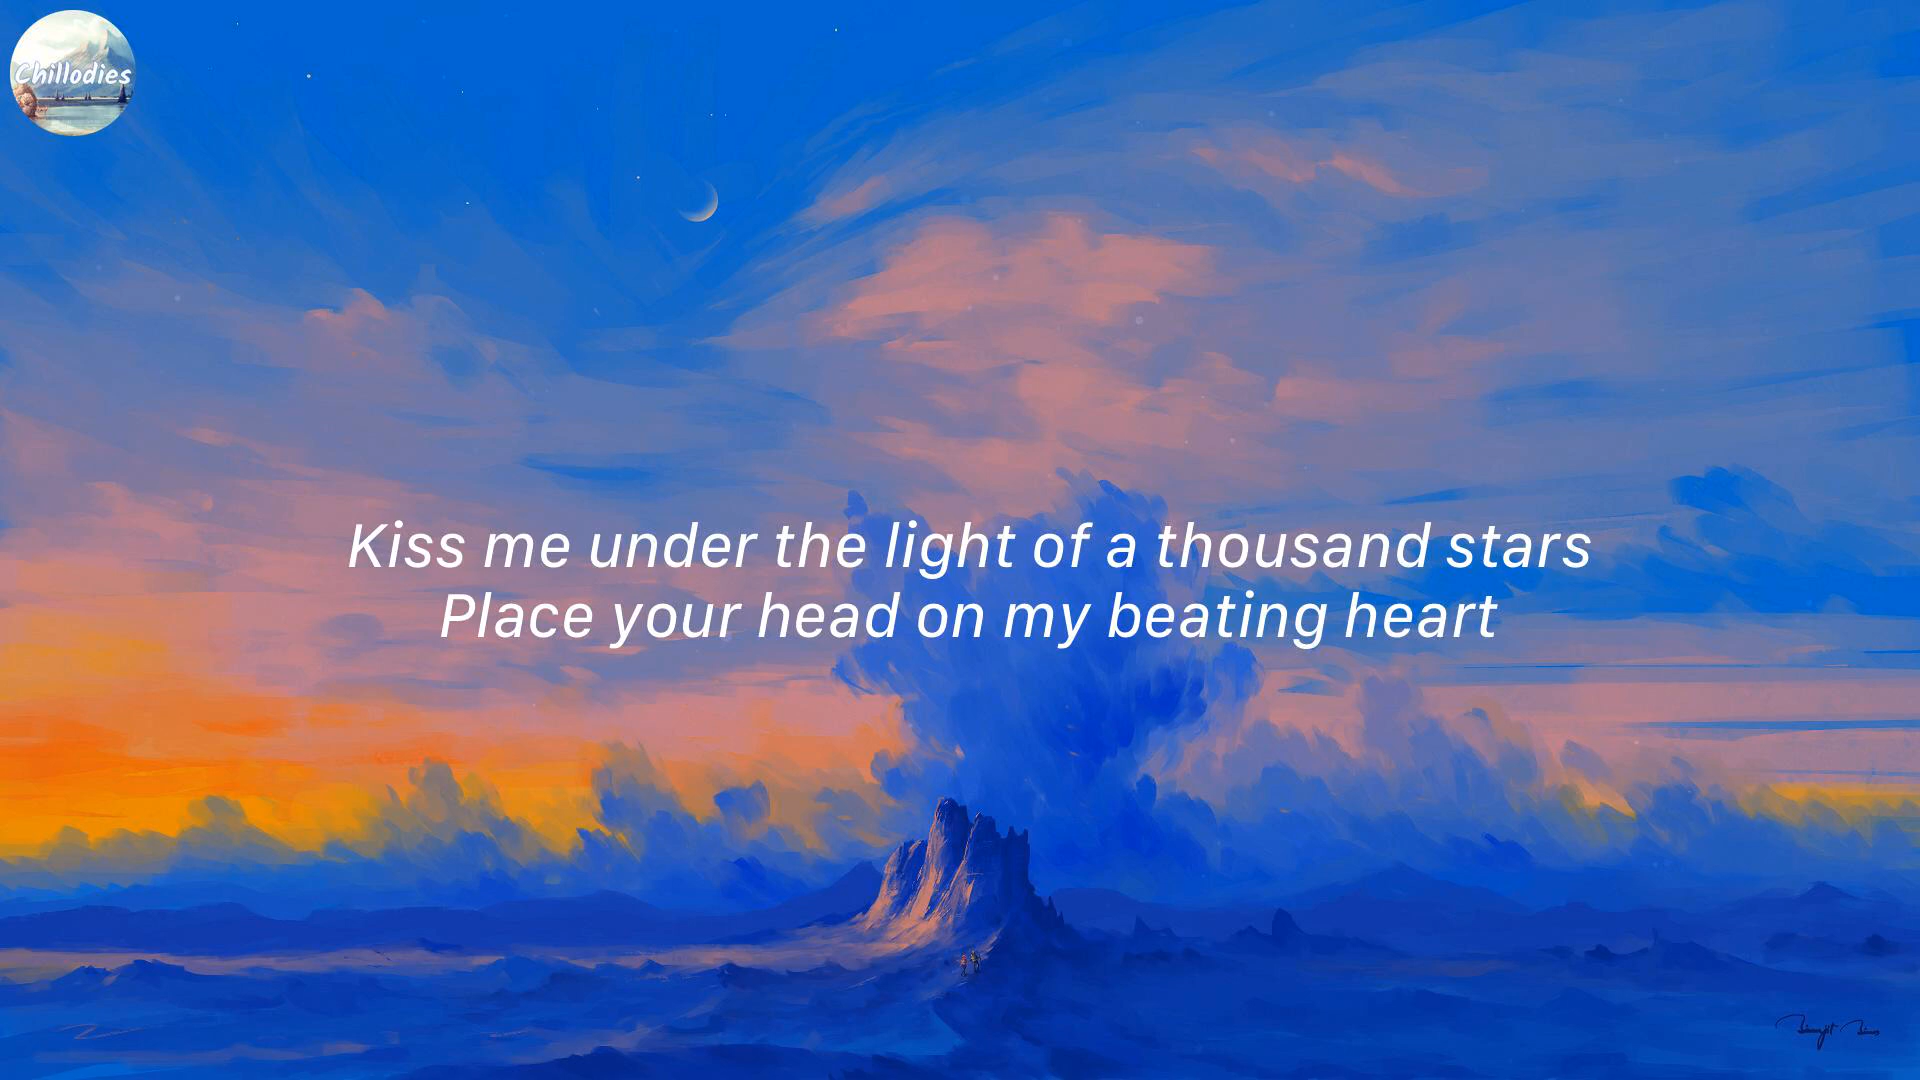 Chillodies
Kiss me under the light of a thousand stars
Place your head on my beating heart